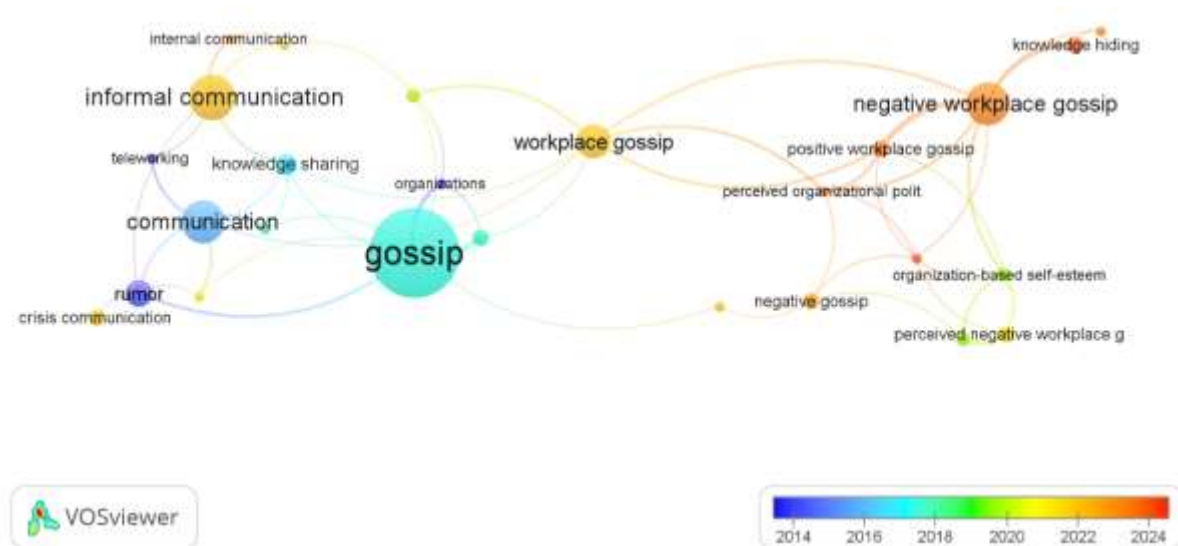 internal communication
knowledge hiding
informal communication
negative workplace gossip
workplace gossip
positive workplace gossip
teleworking
knowledge sharing
organizations
perceived organizational polit
communication
gossip
organization-based self-esteem
rumor
negative gossip
crisis communication
perceived negative workplace g
VOSviewer
2014 2016 2018 2020 2022 2024